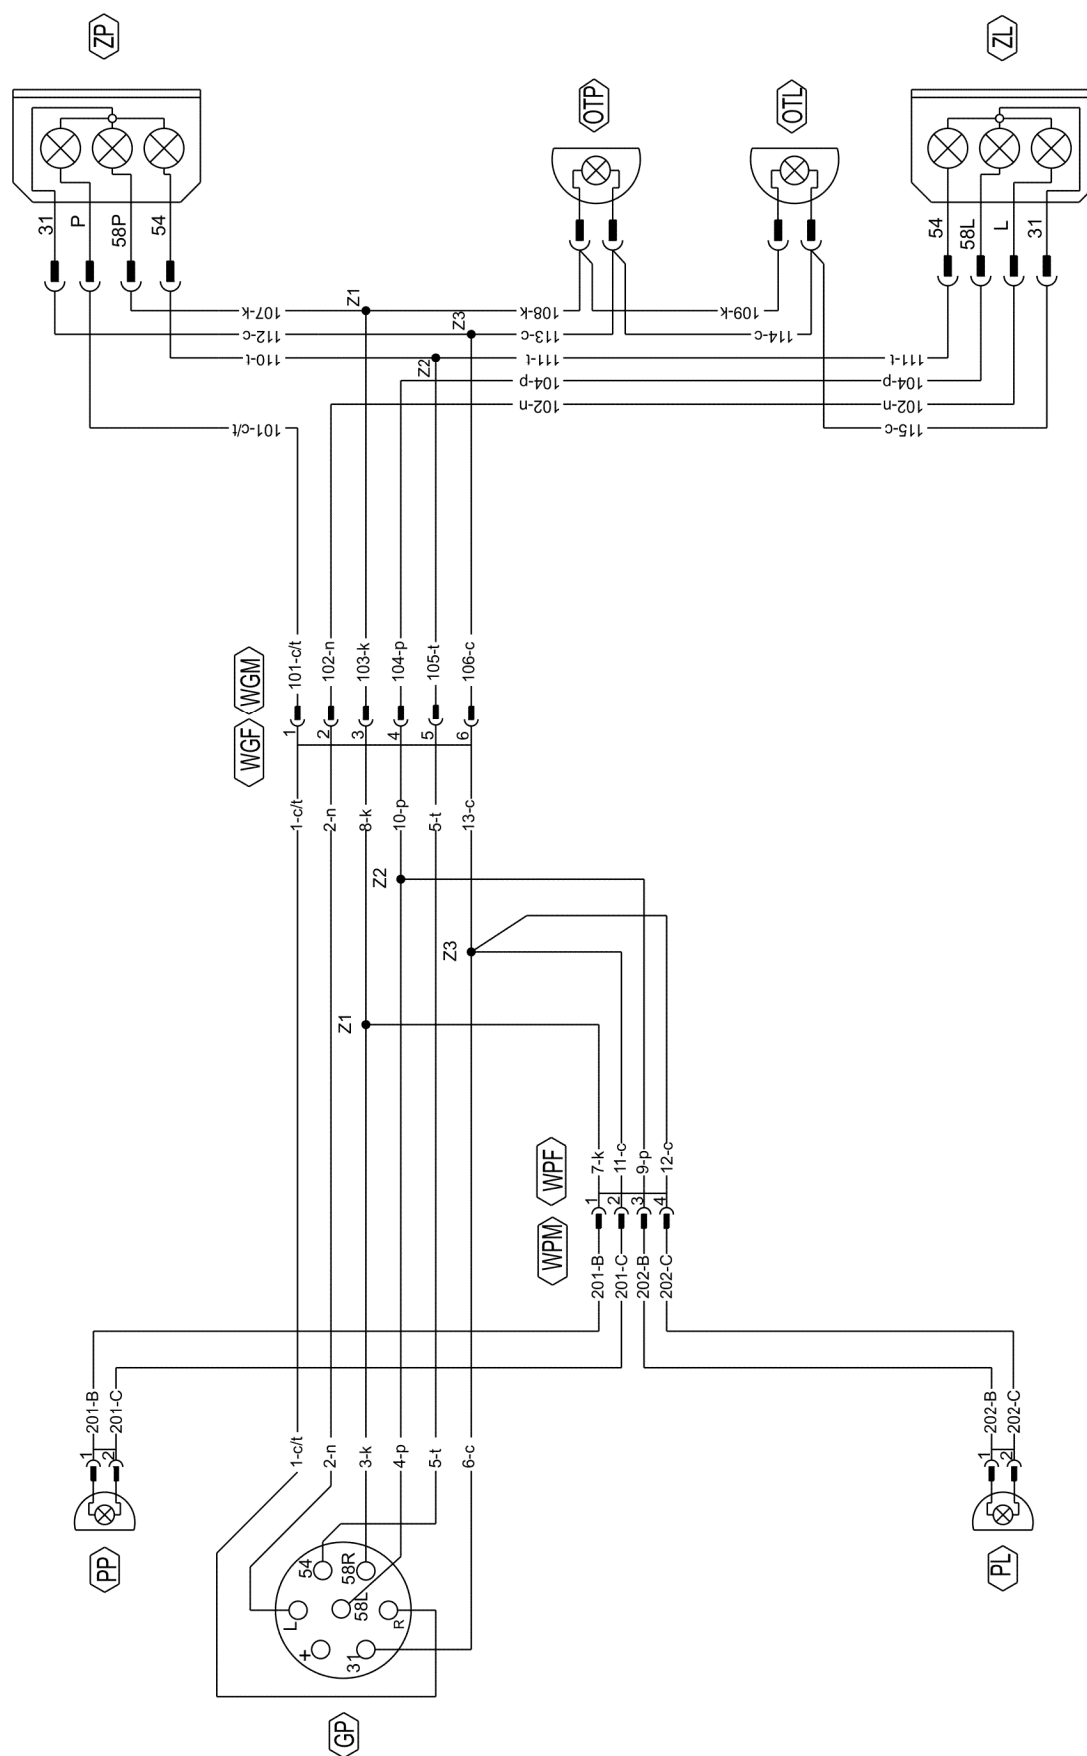 ZP
ZL
OTP
OTL
31
P
58P
54
54
58L
L
31
107-k
Z1
108-k
109-k
112-c
Z3
113-c
114-c
110-t
Z2
111-t
111-t
104-p
104-p
102-n
102-n
101-c/t
115-c
WGM
101-c/t
102-n
103-k
104-p
105-t
106-c
WGF
1
2
3
4
5
6
1-c/t
2-n
8-k
10-p
5-t
13-c
Z2
Z3
Z1
WPF
7-k
11-c
9-p
12-c
1
2
3
4
WPM
201-B
201-C
202-B
202-C
201-B
201-C
202-B
202-C
1
2
1
2
1-c/t
2-n
3-k
4-p
5-t
6-c
PP
PL
54
58R
L
58L
R
+
31
GP